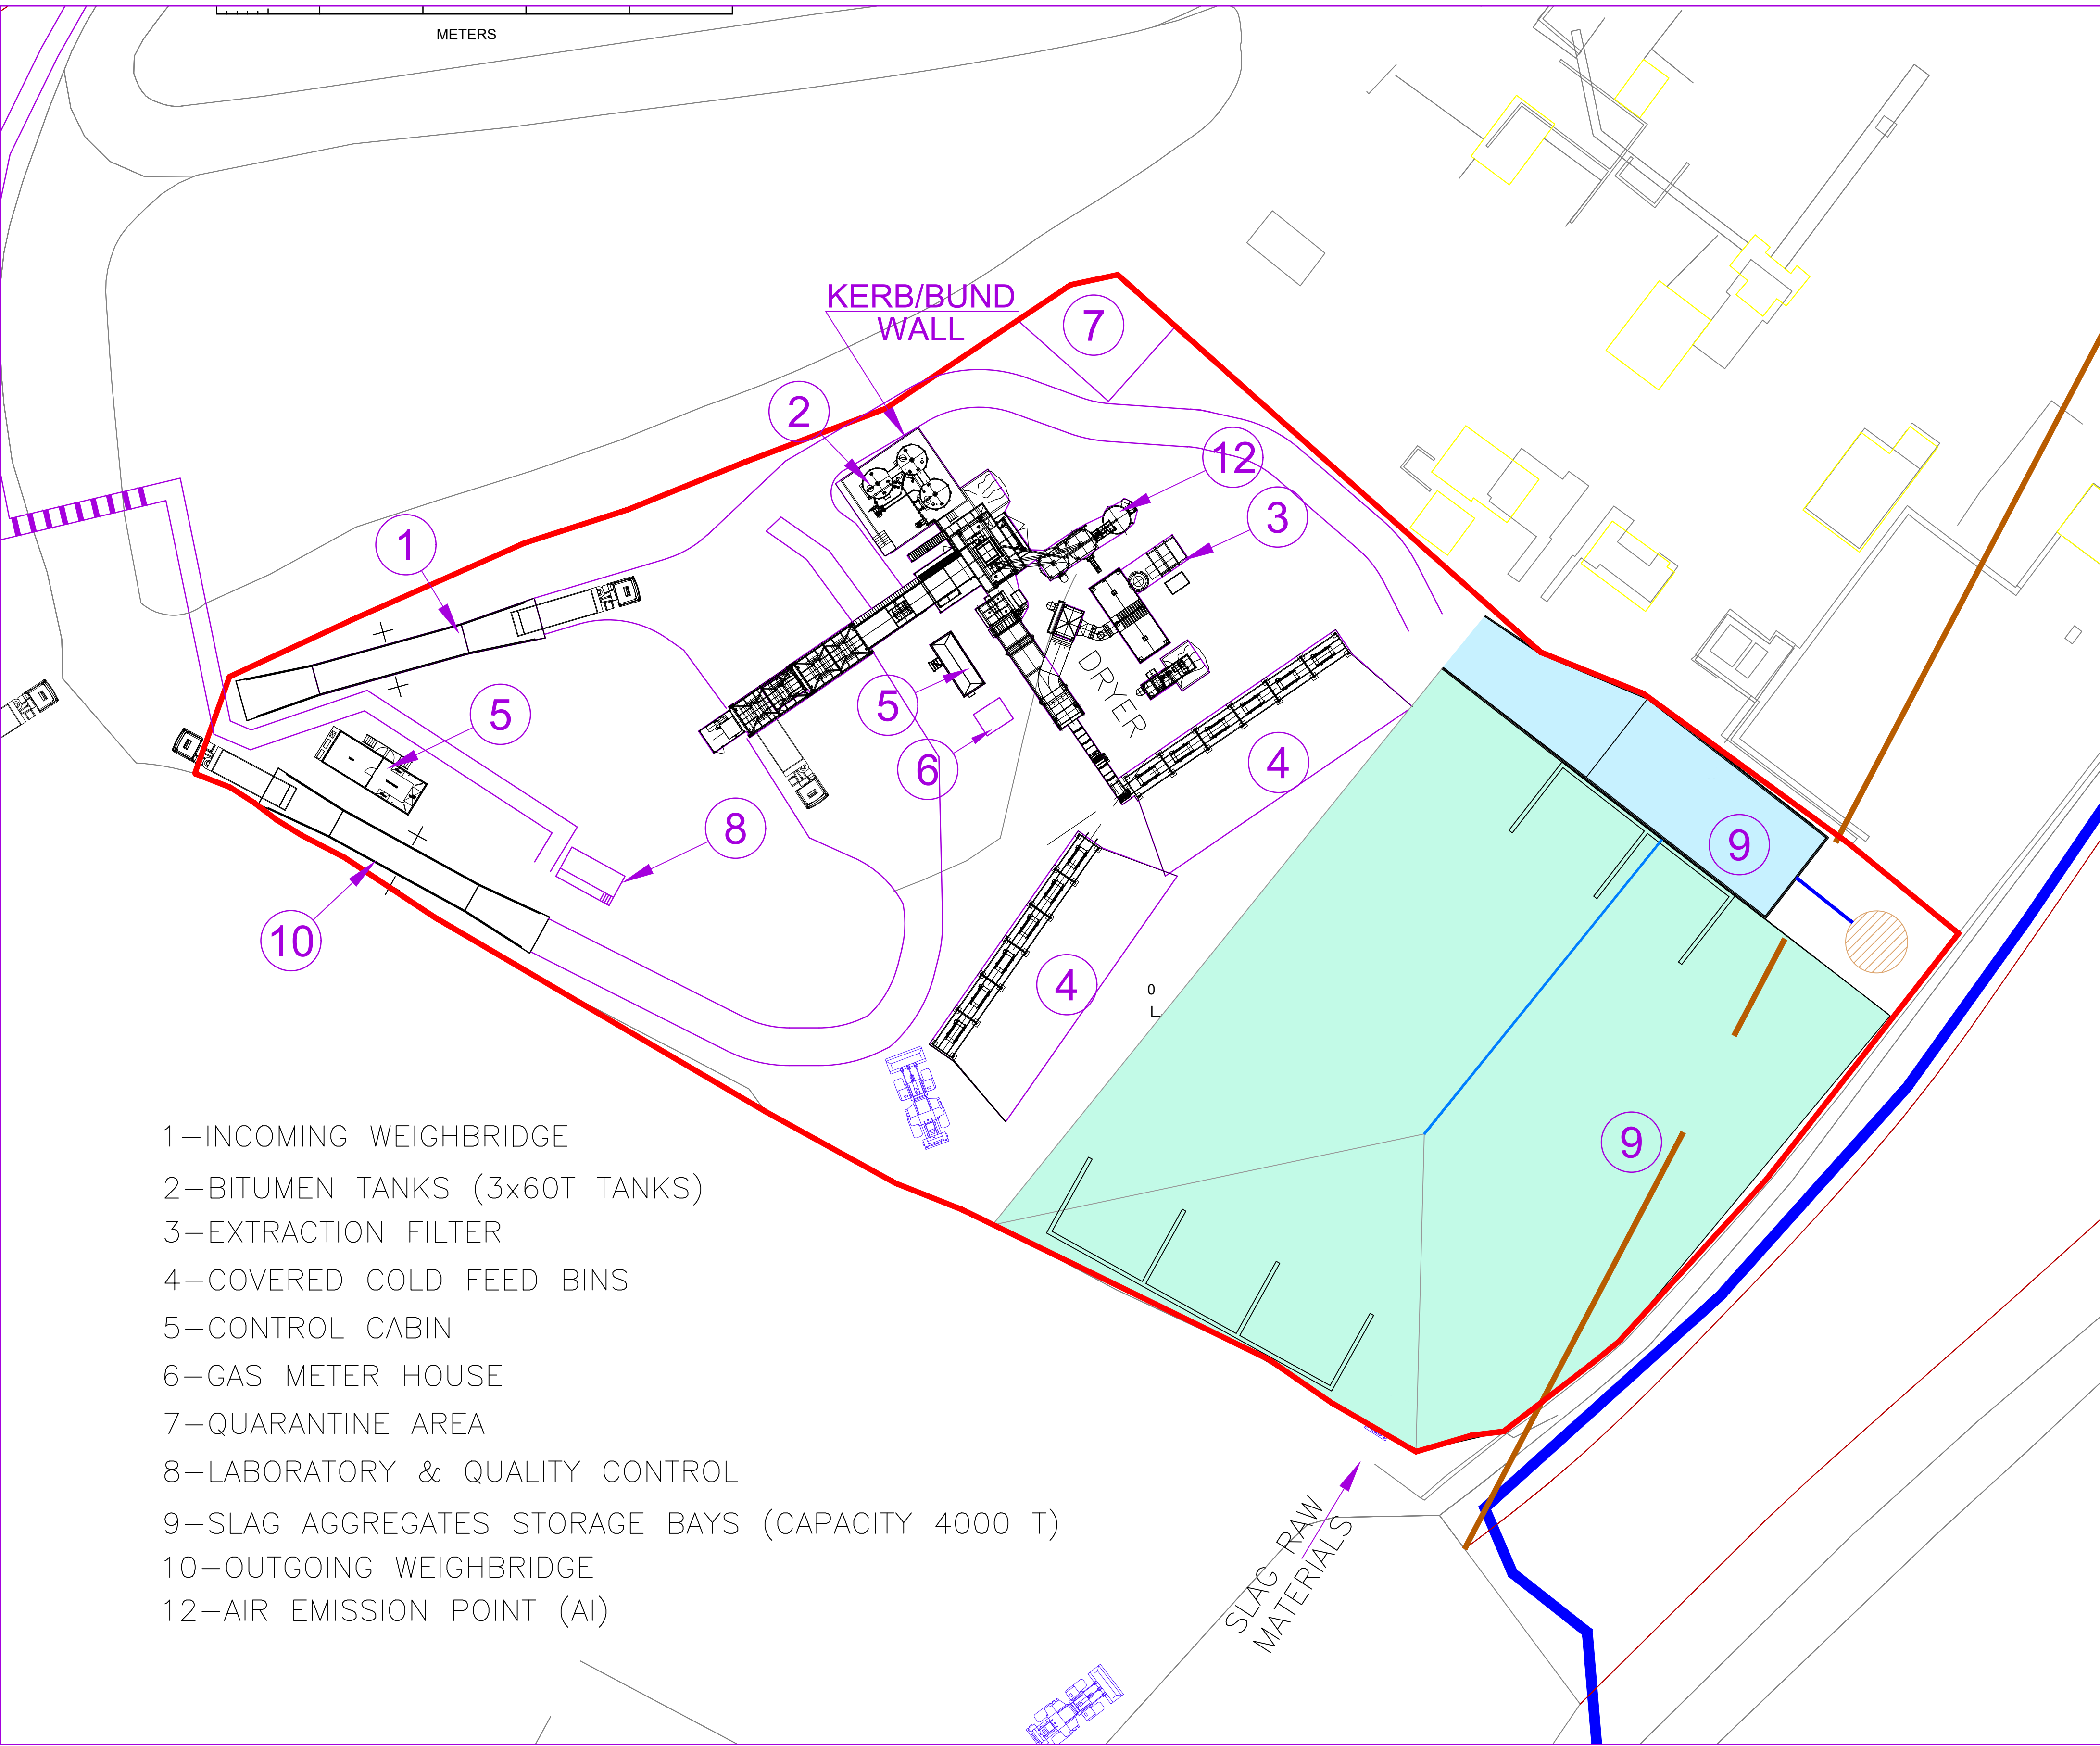 METERS
KERB/BUND
WALL
7
2
12
3
1
5
5
DRYER
6
4
8
9
10
4
0
9
1-INCOMING WEIGHBRIDGE
2-BITUMEN TANKS (3x60T TANKS)
3-EXTRACTION FILTER
4-COVERED COLD FEED BINS
5-CONTROL CABIN
6-GAS METER HOUSE
7-QUARANTINE AREA
8-LABORATORY & QUALITY CONTROL
9-SLAG AGGREGATES STORAGE BAYS (CAPACITY 4000 T)
10-OUTGOING WEIGHBRIDGE
12-AIR EMISSION POINT (AI)
SLAG RAW
MATERIALS